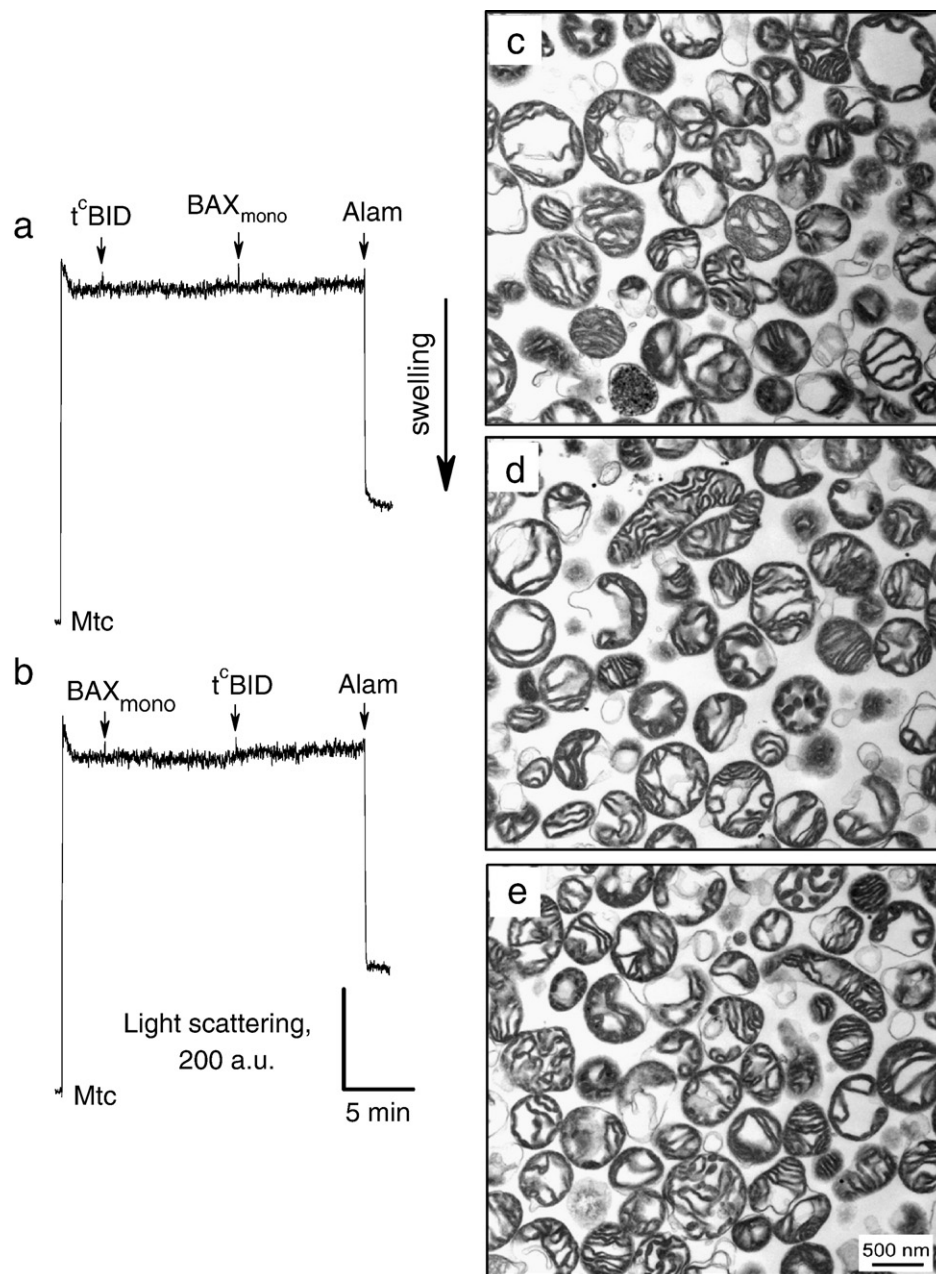 a
t^cBID
BAX_mono
Alam
swelling
Mtc
b
BAX_mono
t^cBID
Alam
Light scattering,
200 a.u.
5 min
Mtc
c
d
e
500 nm